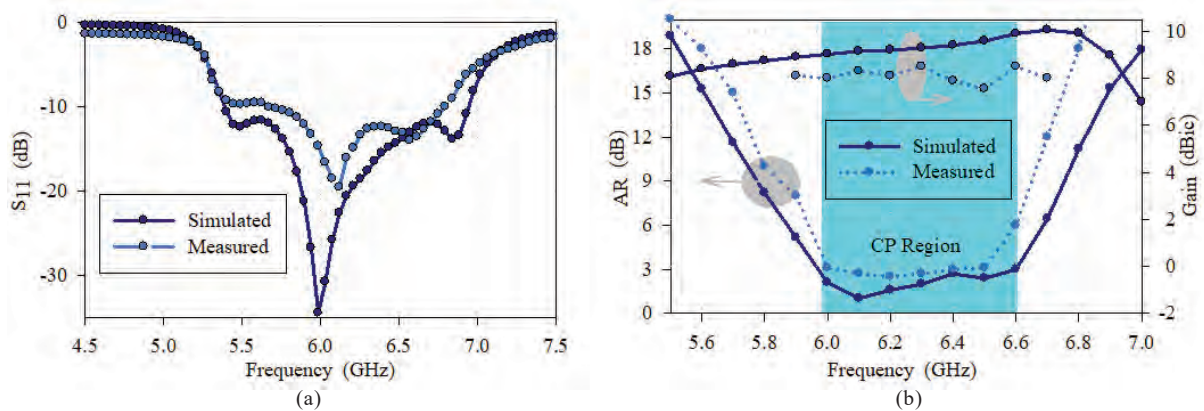 0
-10
-20
-30
S11 (dB)
Simulated
Measured
4.5 5.0 5.5 6.0 6.5 7.0 7.5
Frequency (GHz)
(a)
18
15
12
9
6
3
0
AR (dB)
Simulated
Measured
CP Region
10
8
6
4
2
0
-2
Gain (dBic)
5.6 5.8 6.0 6.2 6.4 6.6 6.8 7.0
Frequency (GHz)
(b)